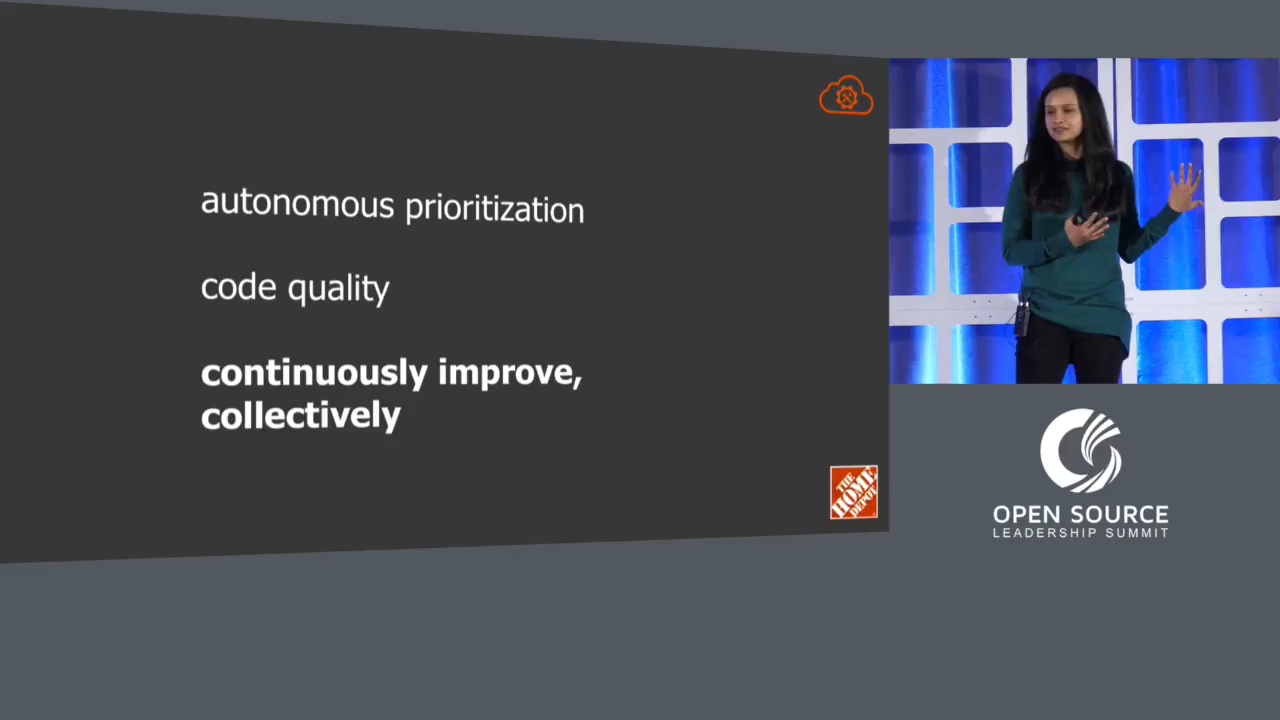 autonomous prioritization
code quality
continuously improve,
collectively
THE
HOME
DEPOT
OPEN SOURCE
LEADERSHIP SUMMIT